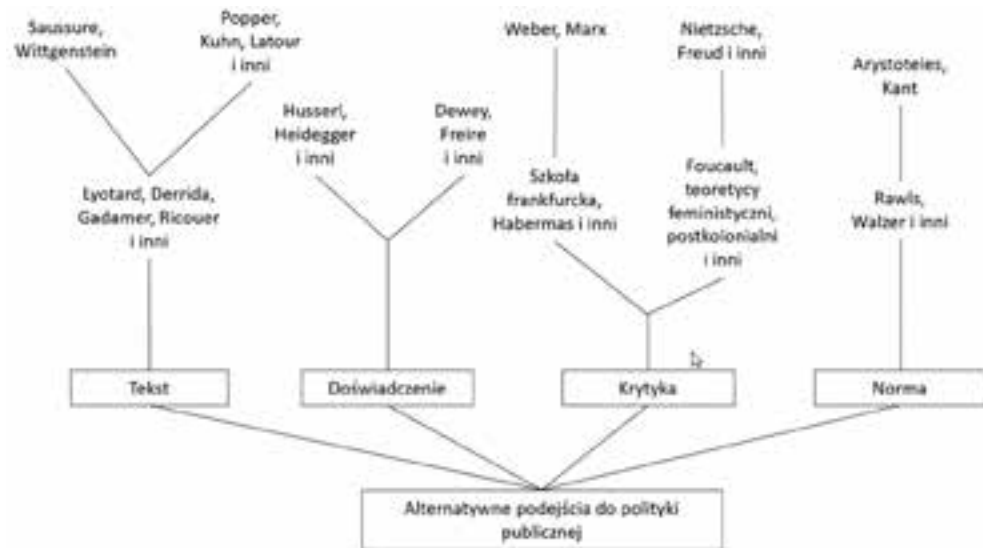 Saussure,
Wittgenstein
Popper,
Kuhn, Latour
i inni
Weber, Marx
Nietzsche,
Freud i inni
Arystoteles,
Kant
Husserl,
Heidegger
i inni
Dewey,
Freire
i inni
Lyotard, Derrida,
Gadamer, Ricouer
i inni
Szkoła
frankfurcka,
Habermas i inni
Foucault,
teoretycy
feministyczni,
postkolonialni
i inni
Rawls,
Walzer i inni
Tekst
Doświadczenie
Krytyka
Norma
Alternatywne podejścia do polityki
publicznej